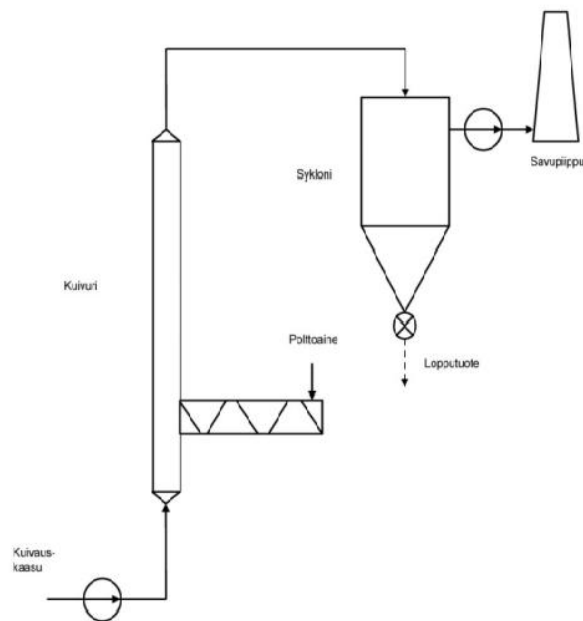 Savupiippu
Sykloni
Kuivuri
Polttoaine
Lopputuote
Kuivaus-
kaasu